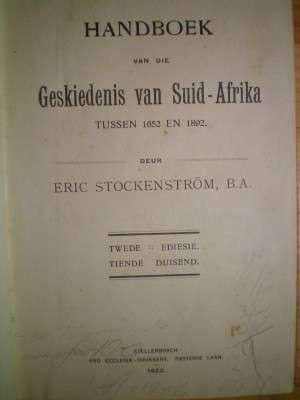 HANDBOEK
VAN DIE
Geskiedenis van Suid-Afrika
TUSSEN 1652 EN 1892.
DEUR
ERIC STOCKENSTRÖM, B.A.
TWEDE :: EDIESIE.
TIENDE DUISEND.
STELLENBOSCH
PRO ECCLESIA-DRUKKERY, PASTORIE LAAN.
1922.